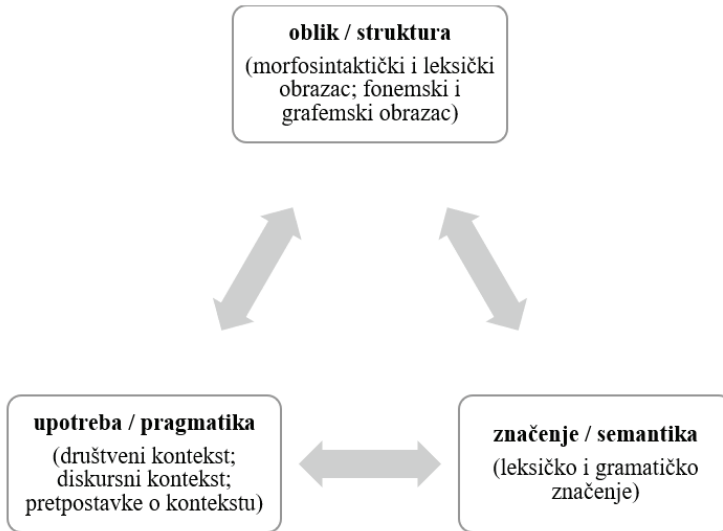 oblik / struktura
(morfosintaktički i leksički
obrazac; fonemski i
grafemski obrazac)
upotreba / pragmatika
(društveni kontekst;
diskursni kontekst;
pretpostavke o kontekstu)
značenje / semantika
(leksičko i gramatičko
značenje)